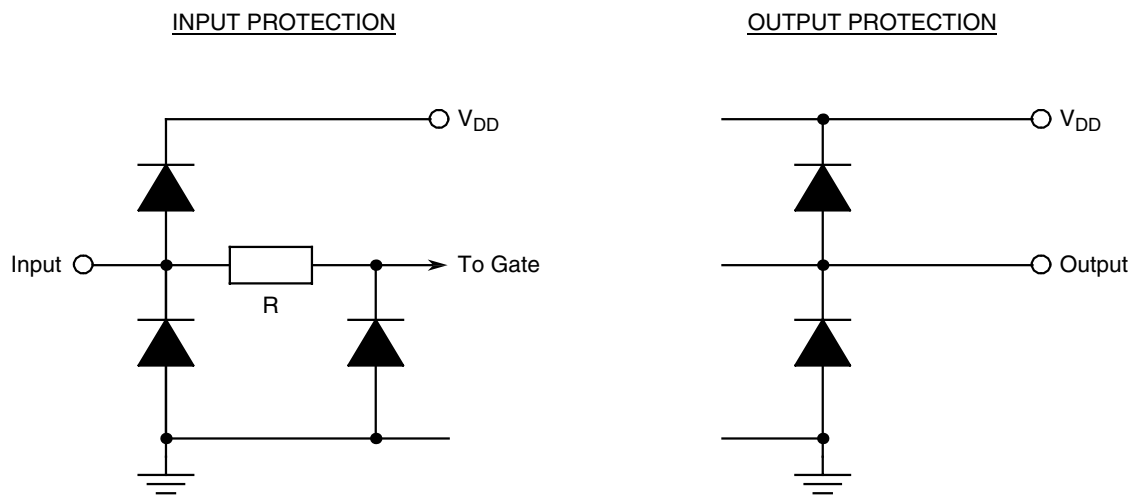 INPUT PROTECTION
V_DD
Input
To Gate
R
OUTPUT PROTECTION
V_DD
Output